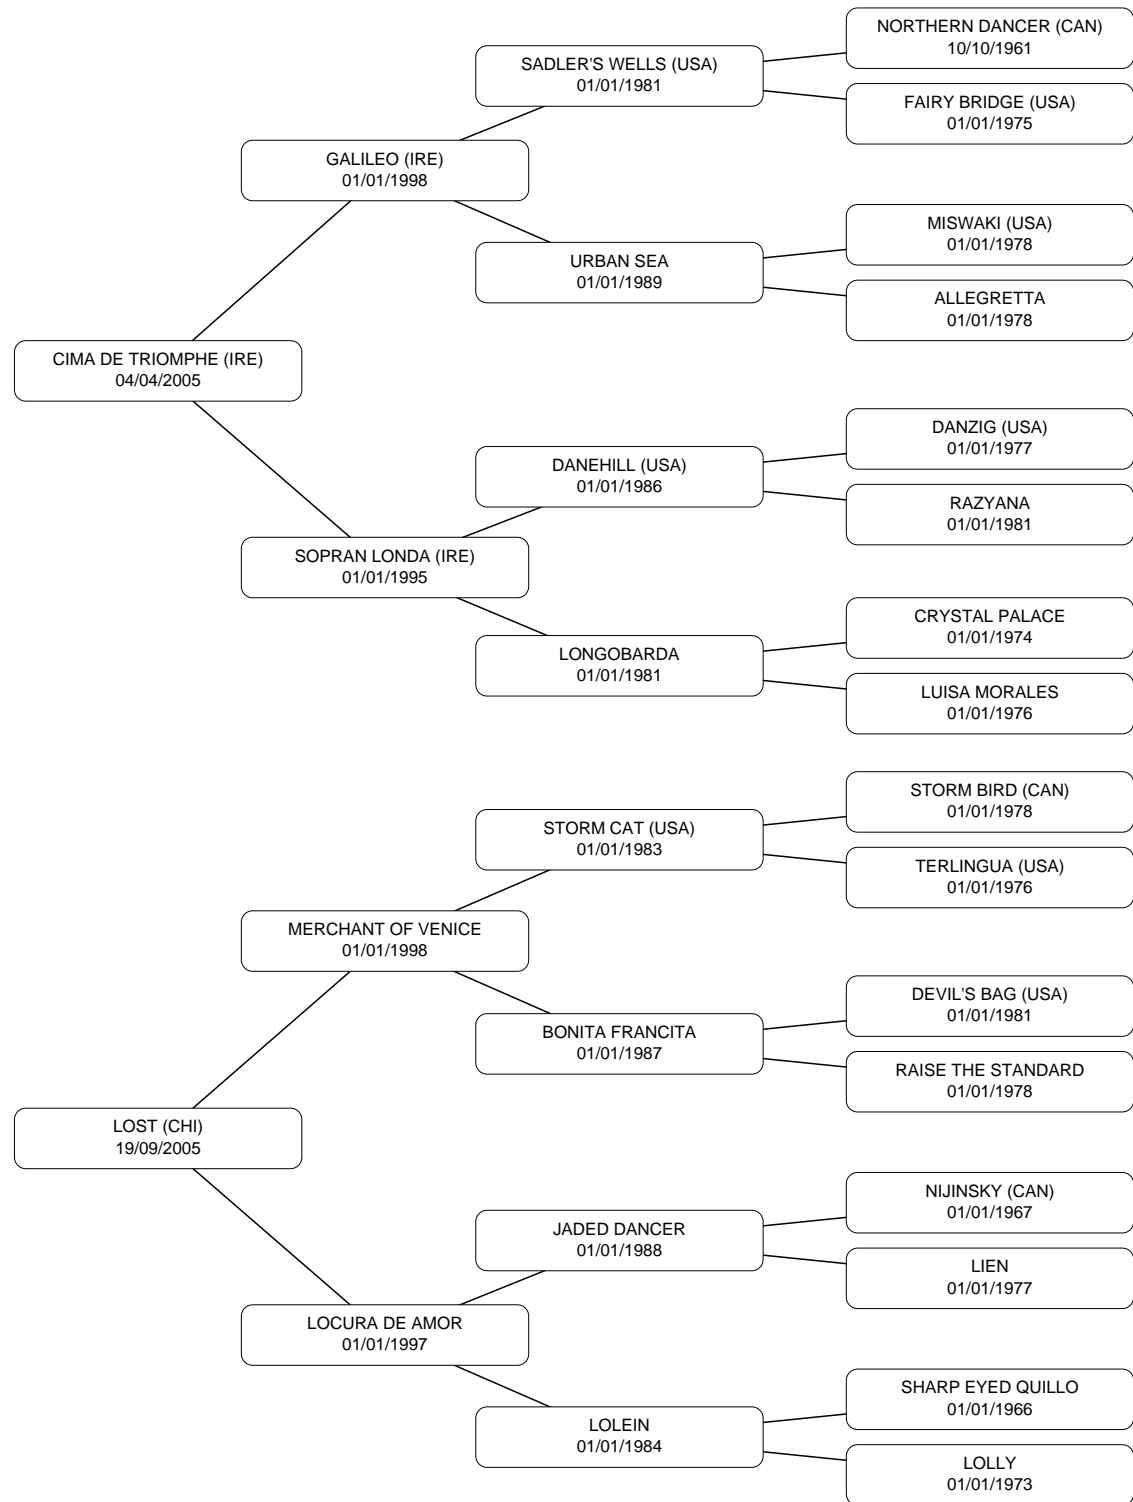 NORTHERN DANCER (CAN)
10/10/1961
SADLER'S WELLS (USA)
01/01/1981
FAIRY BRIDGE (USA)
01/01/1975
GALILEO (IRE)
01/01/1998
MISWAKI (USA)
01/01/1978
URBAN SEA
01/01/1989
ALLEGRETTA
01/01/1978
CIMA DE TRIOMPHE (IRE)
04/04/2005
DANZIG (USA)
01/01/1977
DANEHILL (USA)
01/01/1986
RAZYANA
01/01/1981
SOPRAN LONDA (IRE)
01/01/1995
CRYSTAL PALACE
01/01/1974
LONGOBARDA
01/01/1981
LUISA MORALES
01/01/1976
STORM BIRD (CAN)
01/01/1978
STORM CAT (USA)
01/01/1983
TERLINGUA (USA)
01/01/1976
MERCHANT OF VENICE
01/01/1998
DEVIL'S BAG (USA)
01/01/1981
BONITA FRANCITA
01/01/1987
RAISE THE STANDARD
01/01/1978
LOST (CHI)
19/09/2005
NIJINSKY (CAN)
01/01/1967
JADED DANCER
01/01/1988
LIEN
01/01/1977
LOCURA DE AMOR
01/01/1997
SHARP EYED QUILLO
01/01/1966
LOLEIN
01/01/1984
LOLLY
01/01/1973